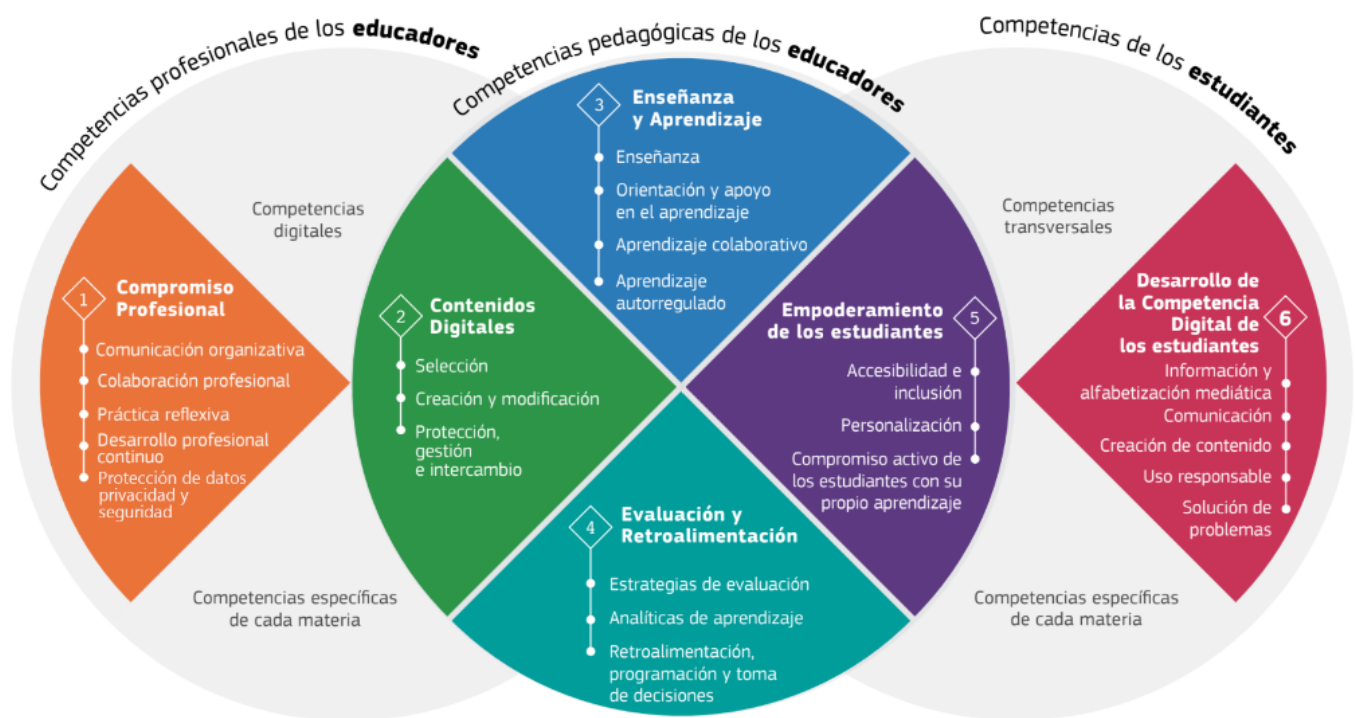 Competencias profesionales de los educadores
Competencias pedagógicas de los educadores
Competencias de los estudiantes
Competencias
digitales
1
Compromiso
Profesional
Comunicación organizativa
Colaboración profesional
Práctica reflexiva
Desarrollo profesional
continuo
Protección de datos
privacidad y
seguridad
Competencias específicas
de cada materia
2
Contenidos
Digitales
Selección
Creación y modificación
Protección,
gestión
e intercambio
3
Enseñanza
y Aprendizaje
Enseñanza
Orientación y apoyo
en el aprendizaje
Aprendizaje colaborativo
Aprendizaje
autorregulado
4
Evaluación y
Retroalimentación
Estrategias de evaluación
Analíticas de aprendizaje
Retroalimentación,
programación y toma
de decisiones
5
Empoderamiento
de los estudiantes
Accesibilidad e
inclusión
Personalización
Compromiso activo de
los estudiantes con su
propio aprendizaje
Competencias
transversales
6
Desarrollo de
la Competencia
Digital de
los estudiantes
Información y
alfabetización mediática
Comunicación
Creación de contenido
Uso responsable
Solución de
problemas
Competencias específicas
de cada materia